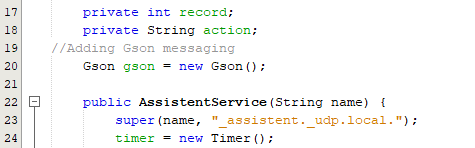 17 private int record;
18 private String action;
19 //Adding Gson messaging
20 Gson gson = new Gson();
21
22 public AssistentService(String name) {
23 super(name, "_assistent._udp.local.");
24 timer = new Timer();